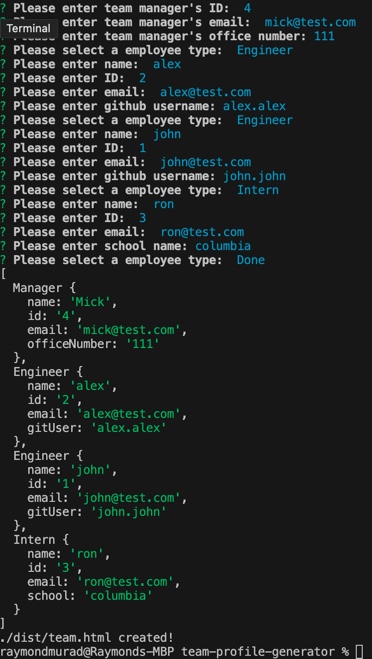 ? Please enter team manager's ID:  4
? Please enter team manager's email:  mick@test.com
Terminal
? Please enter team manager's office number: 111
? Please select a employee type:  Engineer
? Please enter name:  alex
? Please enter ID:  2
? Please enter email:  alex@test.com
? Please enter github username: alex.alex
? Please select a employee type:  Engineer
? Please enter name:  john
? Please enter ID:  1
? Please enter email:  john@test.com
? Please enter github username: john.john
? Please select a employee type:  Intern
? Please enter name:  ron
? Please enter ID:  3
? Please enter email:  ron@test.com
? Please enter school name: columbia
? Please select a employee type:  Done
[
  Manager {
    name: 'Mick',
    id: '4',
    email: 'mick@test.com',
    officeNumber: '111'
  },
  Engineer {
    name: 'alex',
    id: '2',
    email: 'alex@test.com',
    gitUser: 'alex.alex'
  },
  Engineer {
    name: 'john',
    id: '1',
    email: 'john@test.com',
    gitUser: 'john.john'
  },
  Intern {
    name: 'ron',
    id: '3',
    email: 'ron@test.com',
    school: 'columbia'
  }
]
./dist/team.html created!
raymondmurad@Raymonds-MBP team-profile-generator %